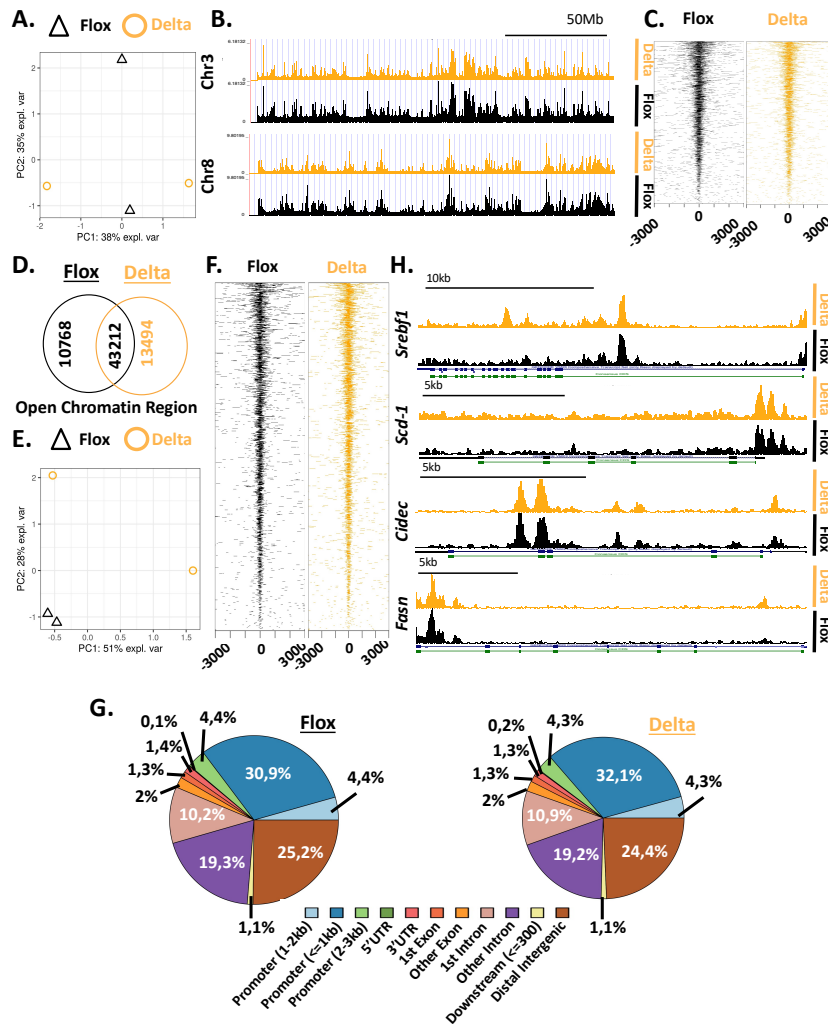 A.
Flox
Delta
PC2: 35% expl. var
2
1
0
-1
-2
-1
0
1
PC1: 38% expl. var
B.
50Mb
Chr3
Chr8
0
0
0
0
Delta
Flox
Delta
Flox
C.
Flox
Delta
-3000
0
3000
-3000
0
3000
D.
Flox
Delta
10768
43212
13494
Open Chromatin Region
E.
Flox
Delta
PC2: 28% expl. var
2
1
0
-1
-0.5
0.0
0.5
1.0
1.5
PC1: 51% expl. var
F.
Flox
Delta
-3000
0
3000
-3000
0
3000
H.
10kb
Srebf1
Delta
Flox
5kb
Scd-1
Delta
Flox
5kb
Cidec
Delta
Flox
5kb
Fasn
Delta
Flox
G.
Flox
0,1%
4,4%
1,4%
1,3%
2%
10,2%
19,3%
1,1%
25,2%
4,4%
30,9%
Delta
0,2%
4,3%
1,3%
1,3%
2%
10,9%
19,2%
1,1%
24,4%
4,3%
32,1%
Promoter (1-2kb)
Promoter (<=1kb)
Promoter (2-3kb)
5'UTR
3'UTR
1st Exon
Other Exon
1st Intron
Other Intron
Downstream (<=300)
Distal Intergenic